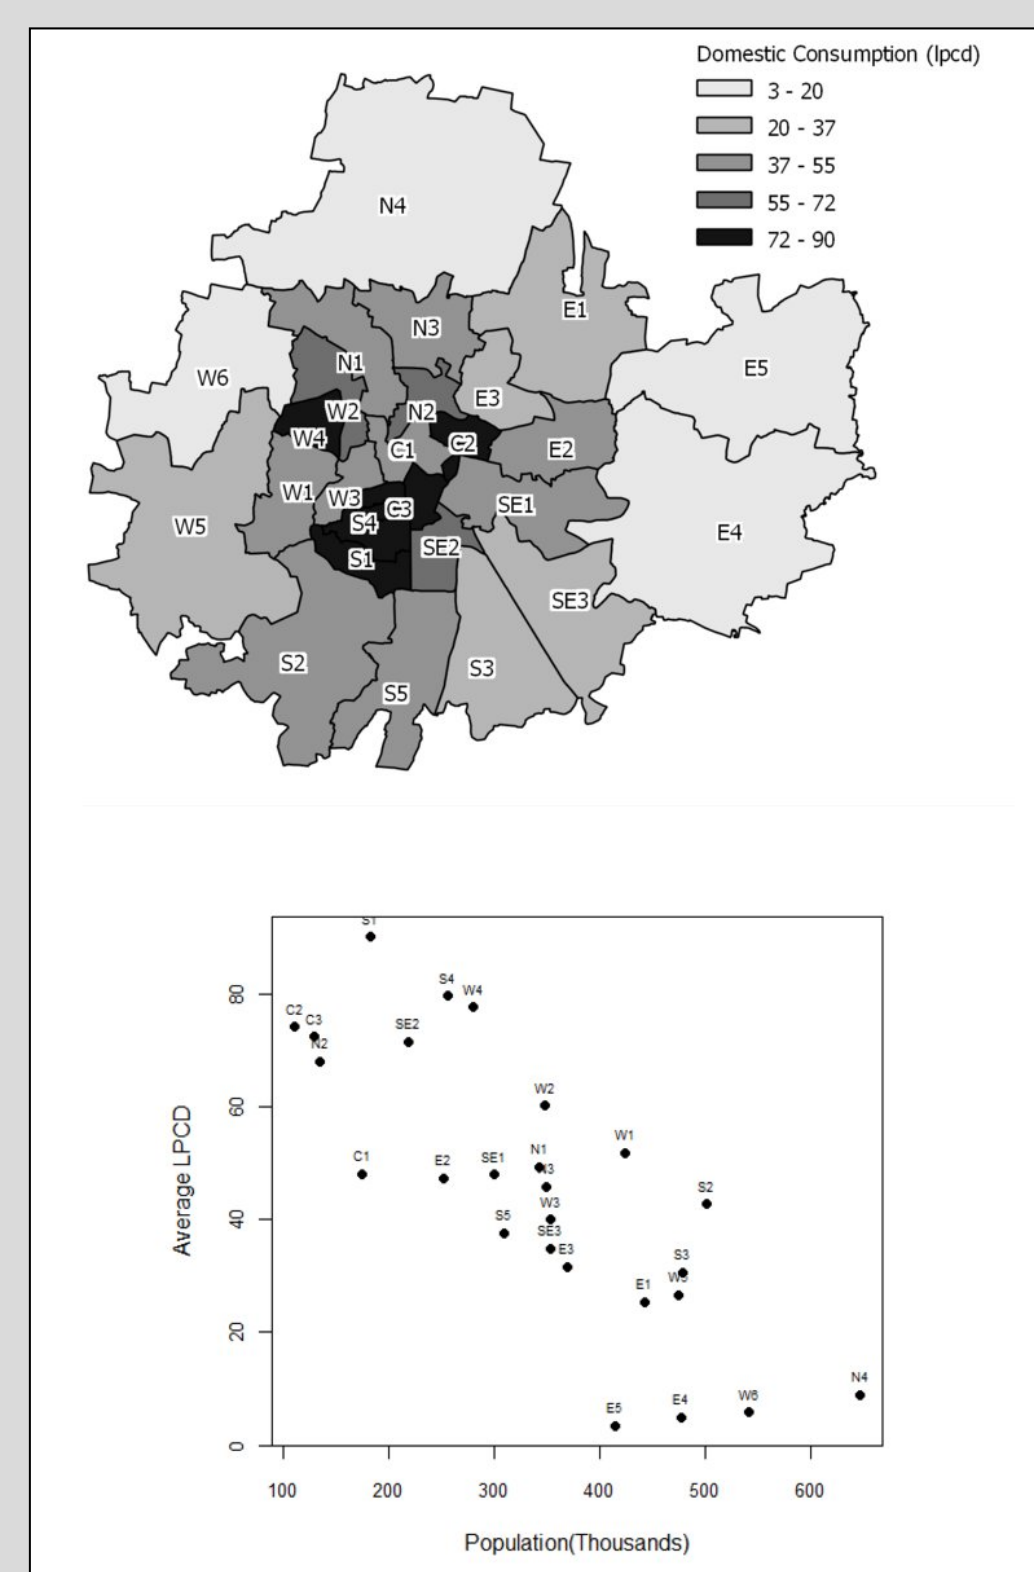 Domestic Consumption (lpcd)
3 - 20
20 - 37
37 - 55
55 - 72
72 - 90
N4
E1
N3
E5
N1
W6
E3
W2
N2
W4
C1
C2
E2
W1
W3
SE1
C3
W5
S4
E4
SE2
S1
SE3
S2
S3
S5
S1
S4
W4
C2
C3
SE2
N2
W2
W1
N1
C1
E2
SE1
N3
S2
W3
S5
SE3
E3
S3
W5
E1
N4
W6
E4
E5
80
60
40
20
0
Average LPCD
100 200 300 400 500 600
Population(Thousands)